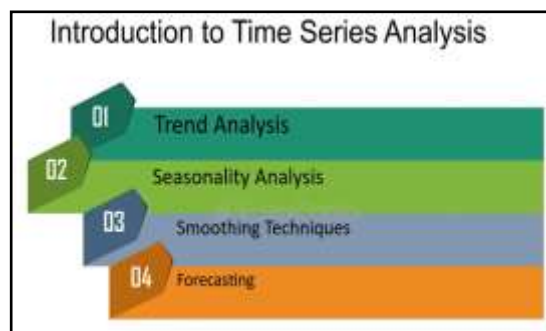 Introduction to Time Series Analysis
01 Trend Analysis
02 Seasonality Analysis
03 Smoothing Techniques
04 Forecasting